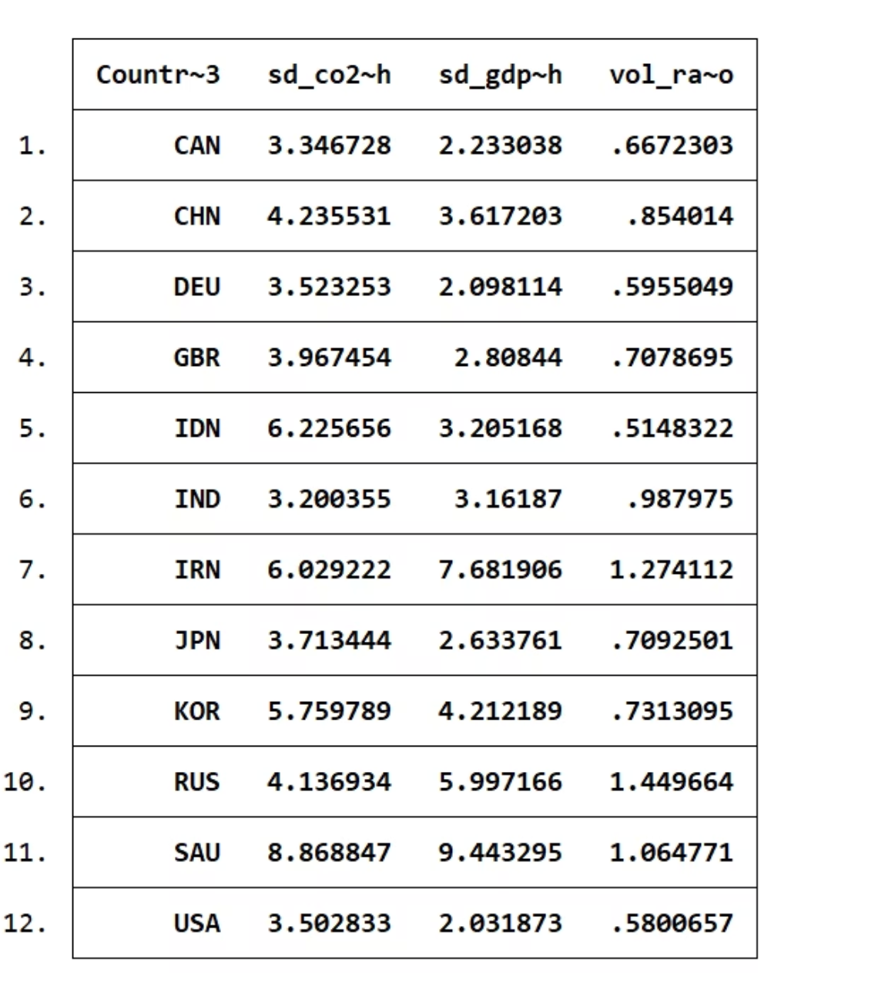 Countr~3 sd_co2~h sd_gdp~h vol_ra~o
1. CAN 3.346728 2.233038 .6672303
2. CHN 4.235531 3.617203 .854014
3. DEU 3.523253 2.098114 .5955049
4. GBR 3.967454 2.80844 .7078695
5. IDN 6.225656 3.205168 .5148322
6. IND 3.200355 3.16187 .987975
7. IRN 6.029222 7.681906 1.274112
8. JPN 3.713444 2.633761 .7092501
9. KOR 5.759789 4.212189 .7313095
10. RUS 4.136934 5.997166 1.449664
11. SAU 8.868847 9.443295 1.064771
12. USA 3.502833 2.031873 .5800657